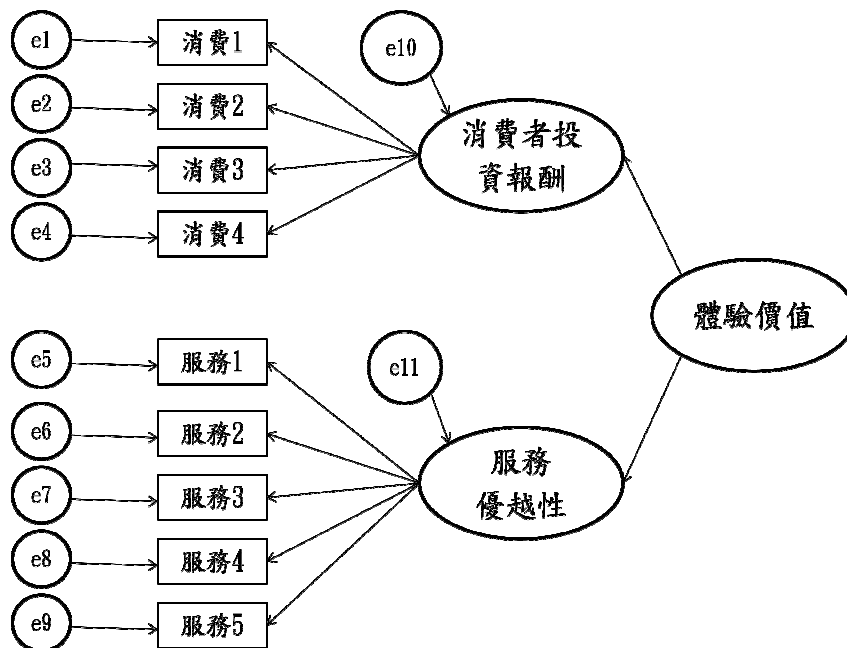 e1
消費1
e2
消費2
e3
消費3
e4
消費4
e10
消費者投
資報酬
體驗價值
e5
服務1
e6
服務2
e7
服務3
e8
服務4
e9
服務5
e11
服務
優越性